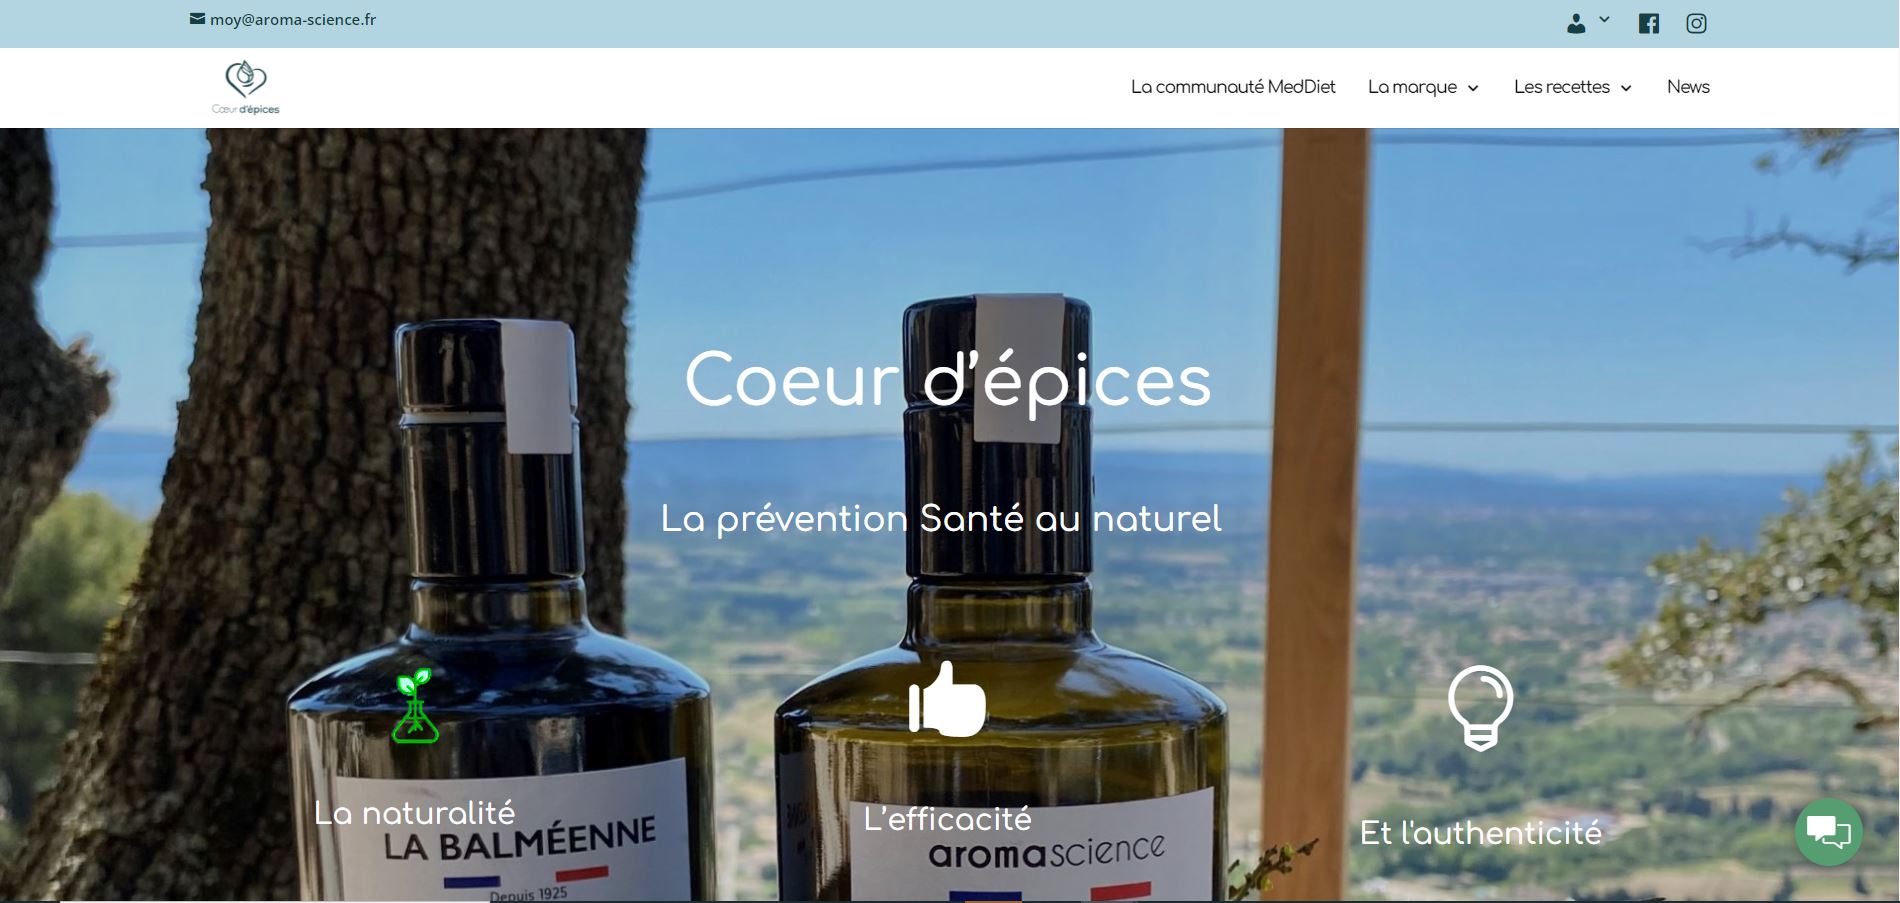 moy@aroma-science.fr
Cœur d'épices
La communauté MedDiet
La marque
Les recettes
News
Coeur d'épices
La prévention Santé au naturel
La naturalité
L'efficacité
Et l'authenticité
LA BALMÉENNE
Depuis 1925
aromascience